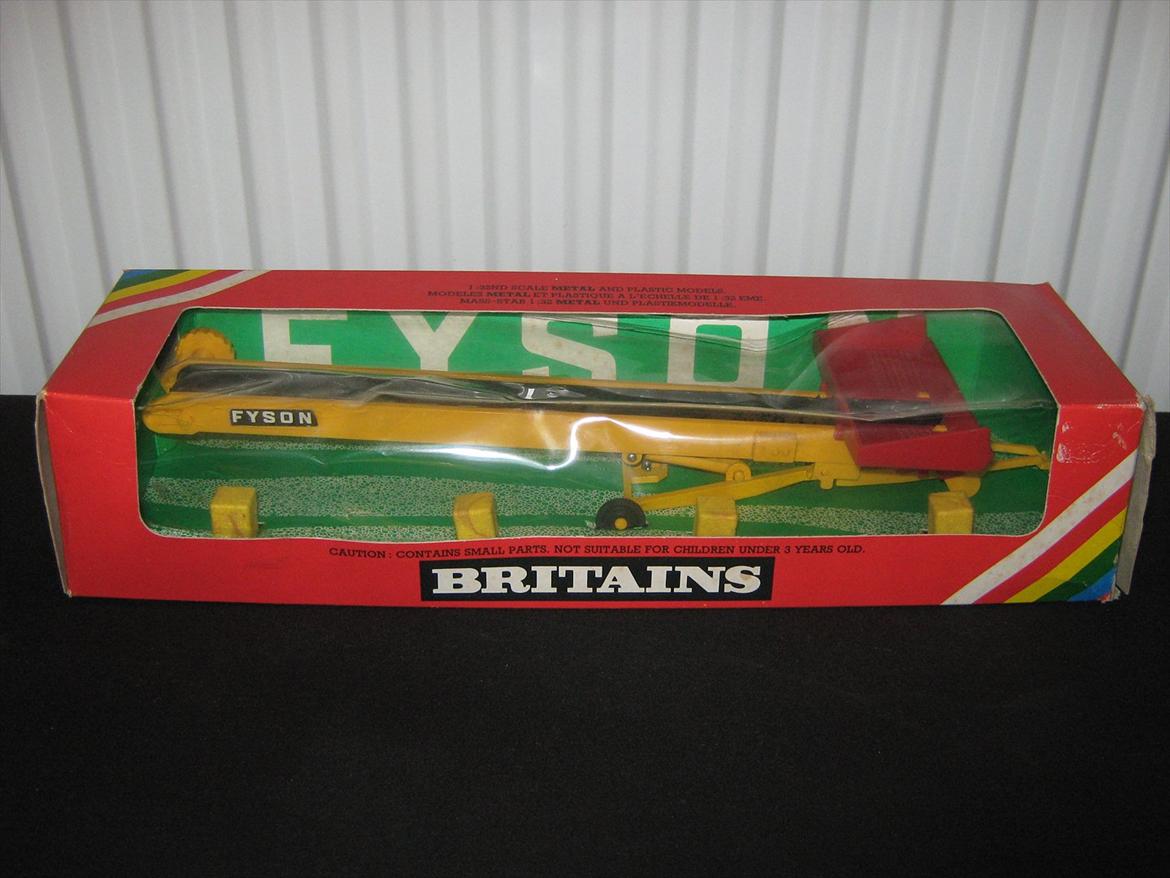 1:32ND SCALE METAL AND PLASTIC MODELS.
MODELES METAL ET PLASTIQUE A L'ECHELLE DE 1:32 EME.
MASS-STAB 1:32 METAL UND PLASTIKMODELLE.
FYSON
FYSON
CAUTION: CONTAINS SMALL PARTS. NOT SUITABLE FOR CHILDREN UNDER 3 YEARS OLD.
BRITAINS